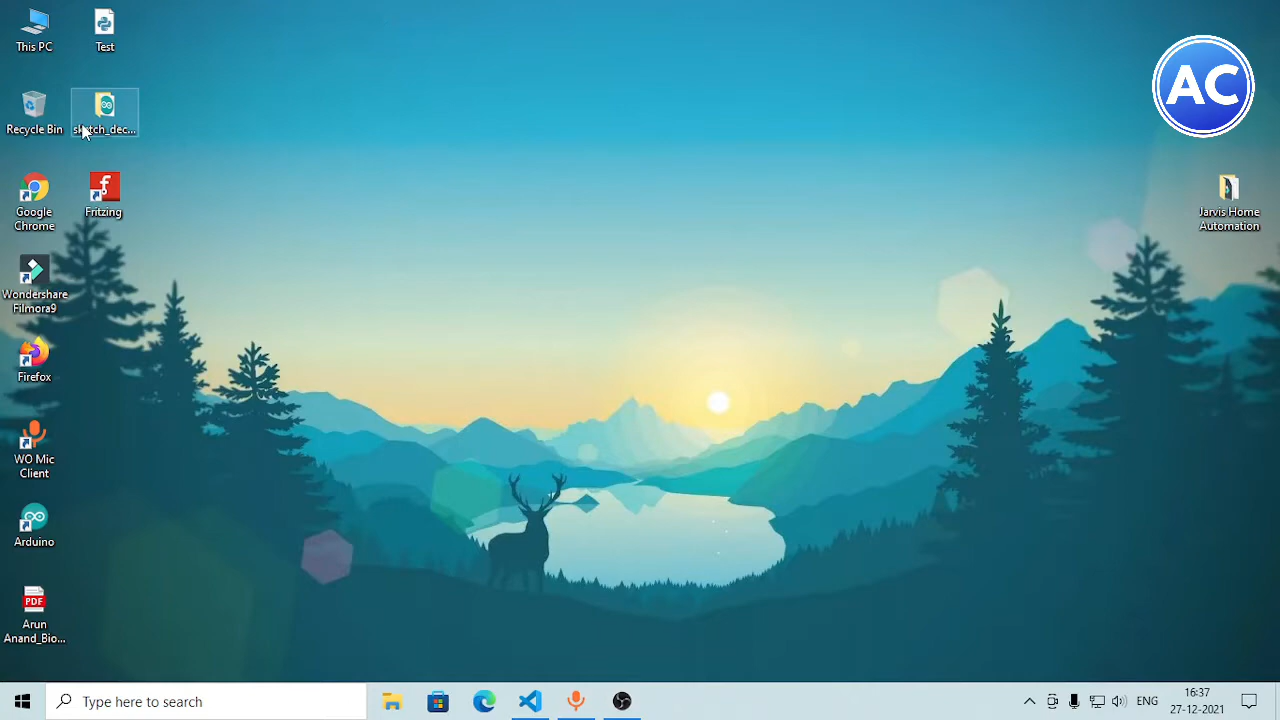 This PC
Test
AC
Recycle Bin
sketch_dec...
Google
Chrome
Fritzing
Jarvis Home
Automation
Wondershare
Filmora9
Firefox
WO Mic
Client
Arduino
PDF
Arun
Anand_Bio...
Type here to search
ENG
16:37
27-12-2021